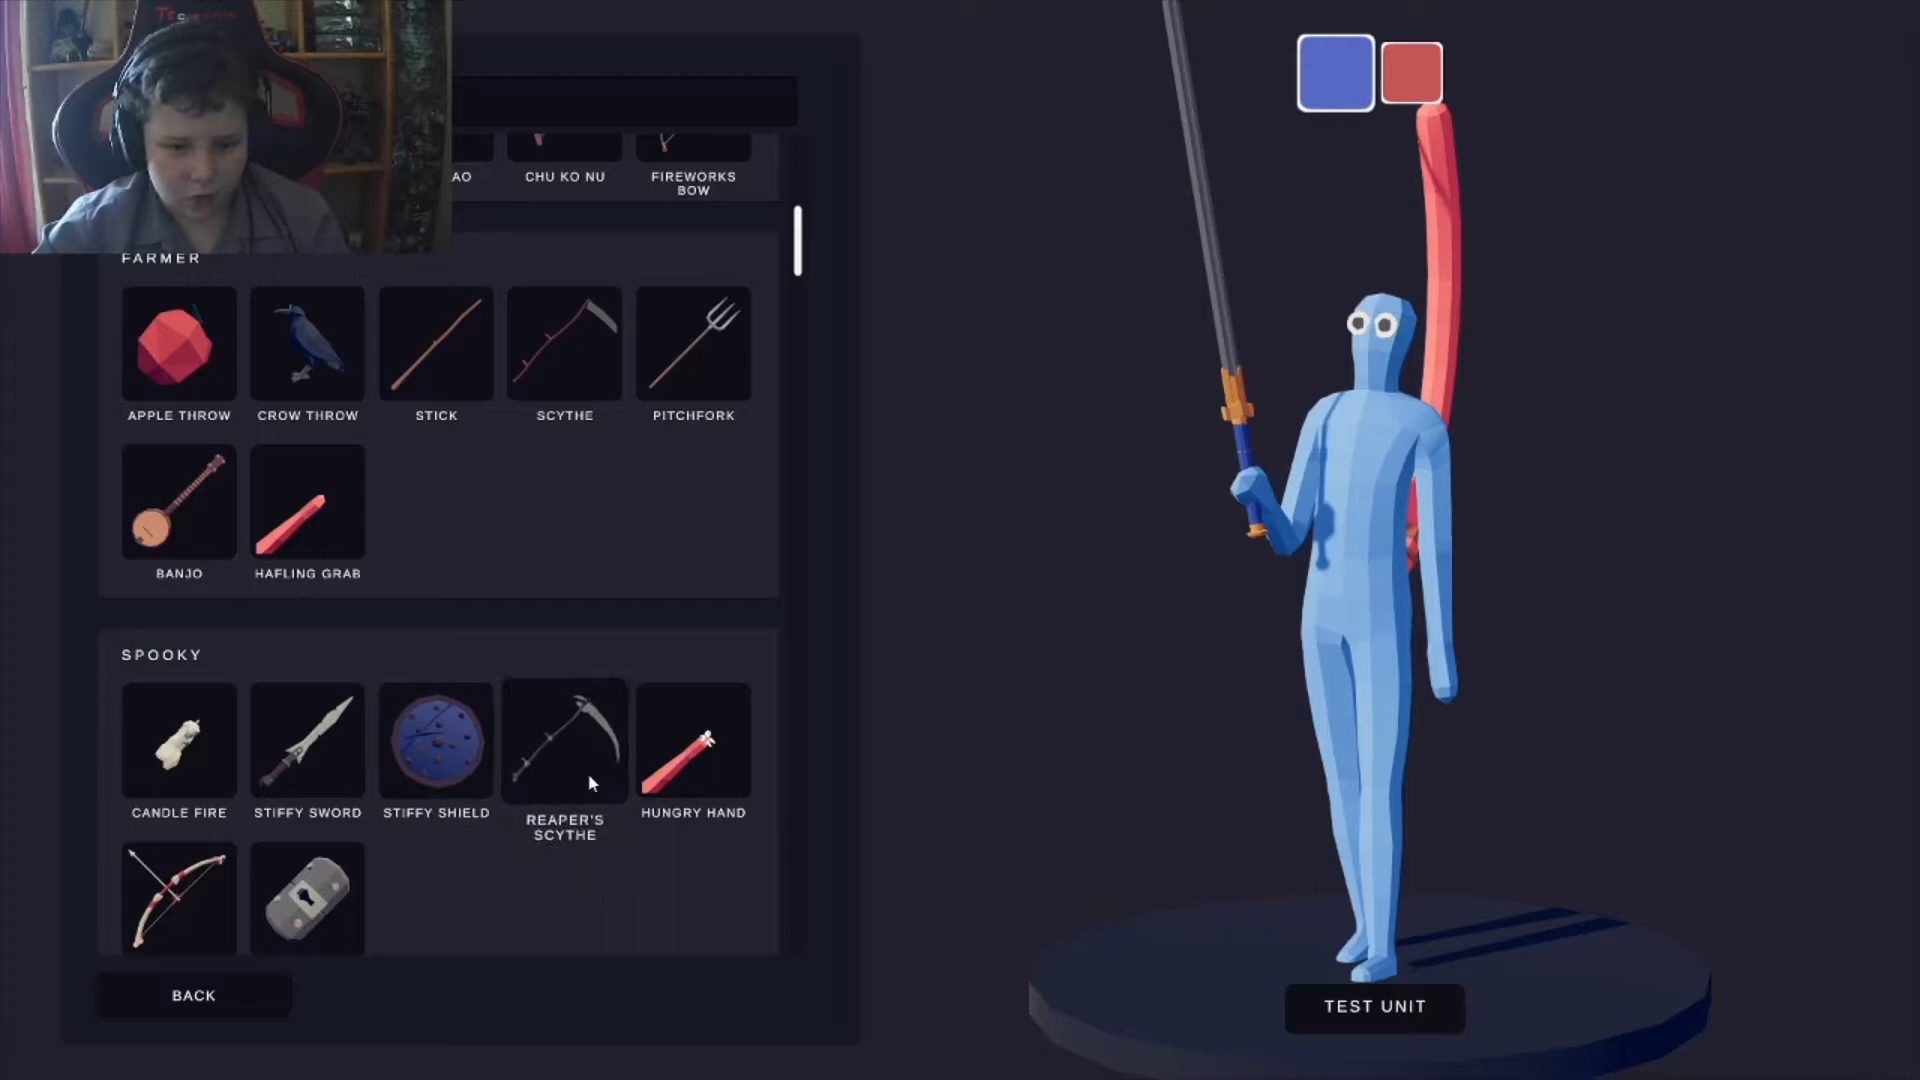 AO
CHU KO NU
FIREWORKS
BOW
FARMER
APPLE THROW
CROW THROW
STICK
SCYTHE
PITCHFORK
BANJO
HAFLING GRAB
SPOOKY
CANDLE FIRE
STIFFY SWORD
STIFFY SHIELD
REAPER'S
SCYTHE
HUNGRY HAND
BACK
TEST UNIT